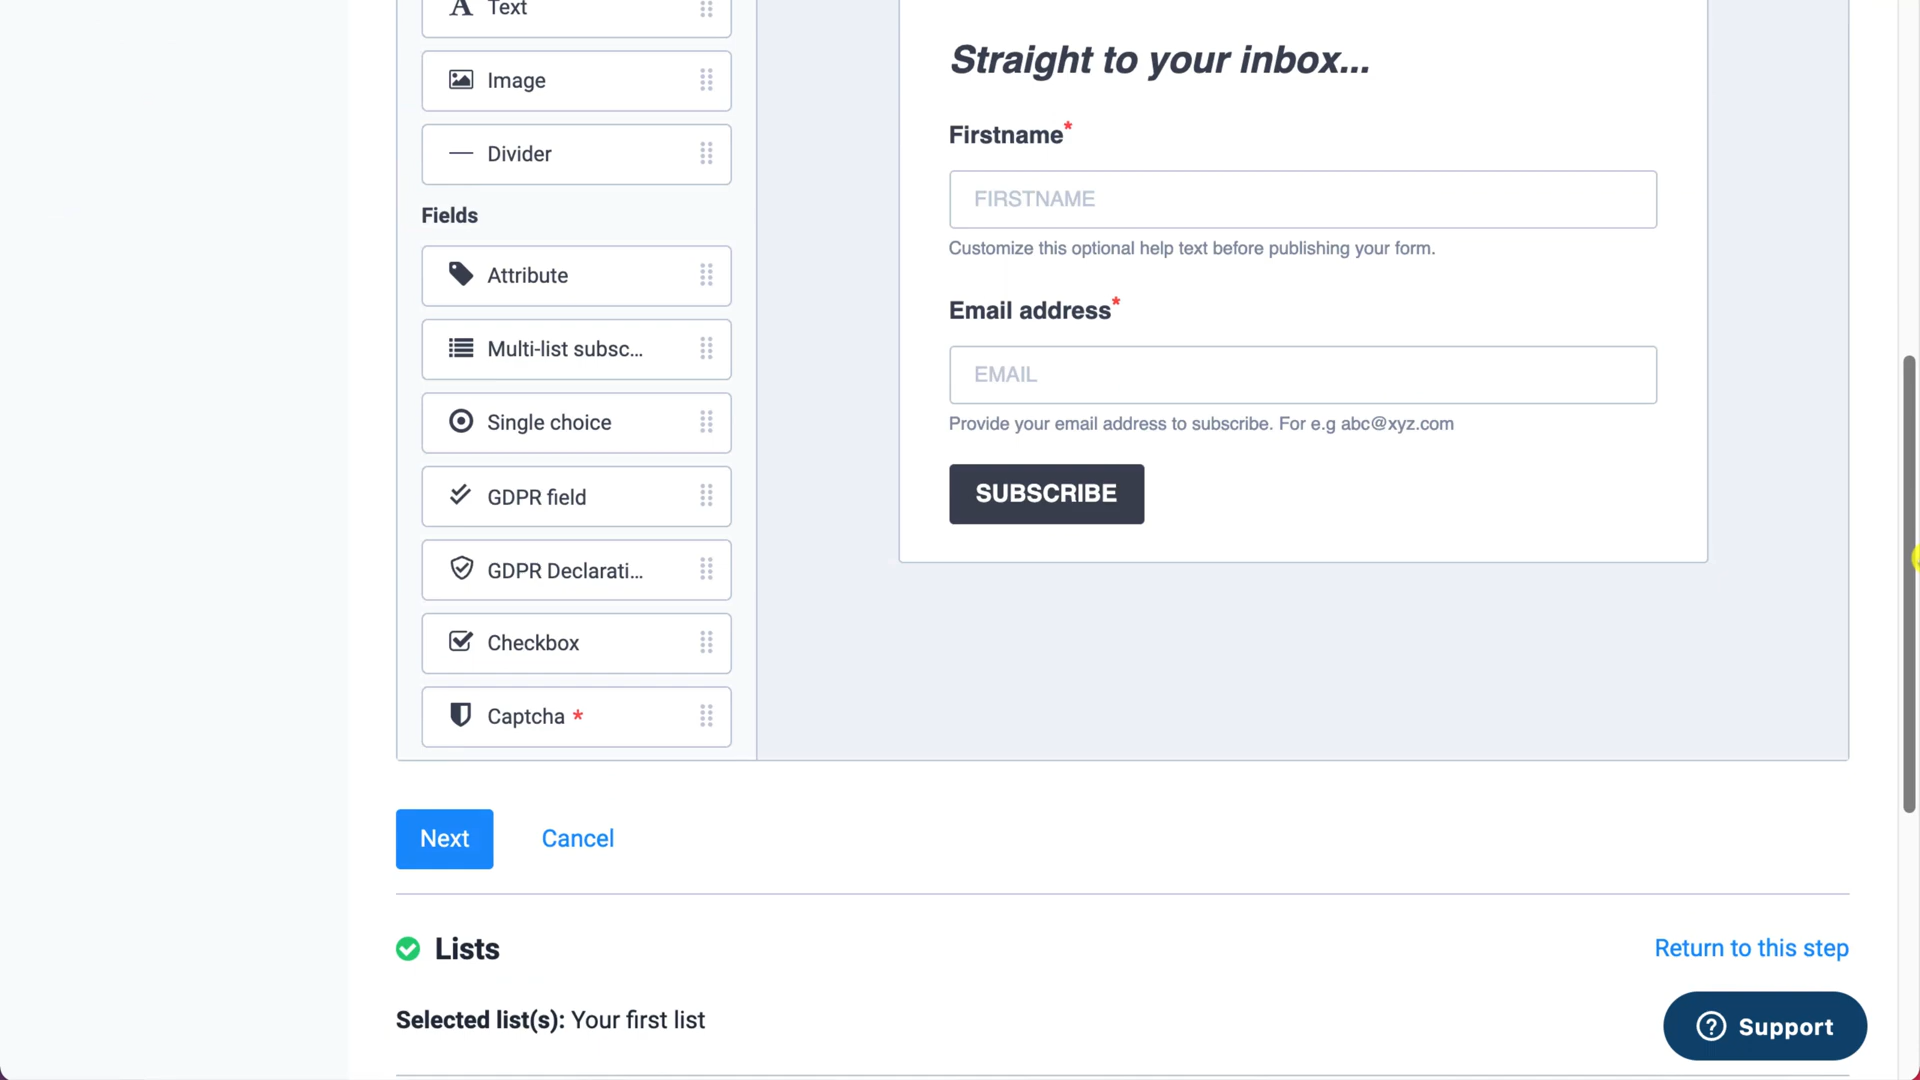 Text
Image
Divider
Fields
Attribute
Multi-list subsc...
Single choice
GDPR field
GDPR Declarati...
Checkbox
Captcha *
Straight to your inbox...
Firstname*
FIRSTNAME
Customize this optional help text before publishing your form.
Email address*
EMAIL
Provide your email address to subscribe. For e.g abc@xyz.com
SUBSCRIBE
Next
Cancel
Lists
Return to this step
Selected list(s): Your first list
Support